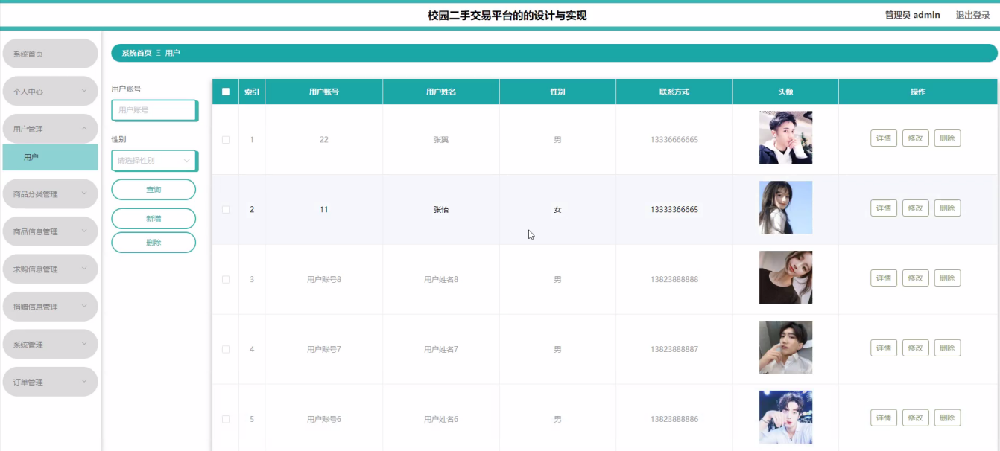 校园二手交易平台的的设计与实现
管理员 admin
退出登录
系统首页
个人中心
用户管理
用户
商品分类管理
商品信息管理
求购信息管理
捐赠信息管理
系统管理
订单管理
系统首页 三 用户
用户账号
用户账号
性别
请选择性别
查询
新增
删除
索引 用户账号 用户姓名 性别 联系方式 头像 操作
1 22 张翼 男 13336666665 详情 修改 删除
2 11 张怡 女 13333366665 详情 修改 删除
3 用户账号8 用户姓名8 男 13823888888 详情 修改 删除
4 用户账号7 用户姓名7 男 13823888887 详情 修改 删除
5 用户账号6 用户姓名6 男 13823888886 详情 修改 删除